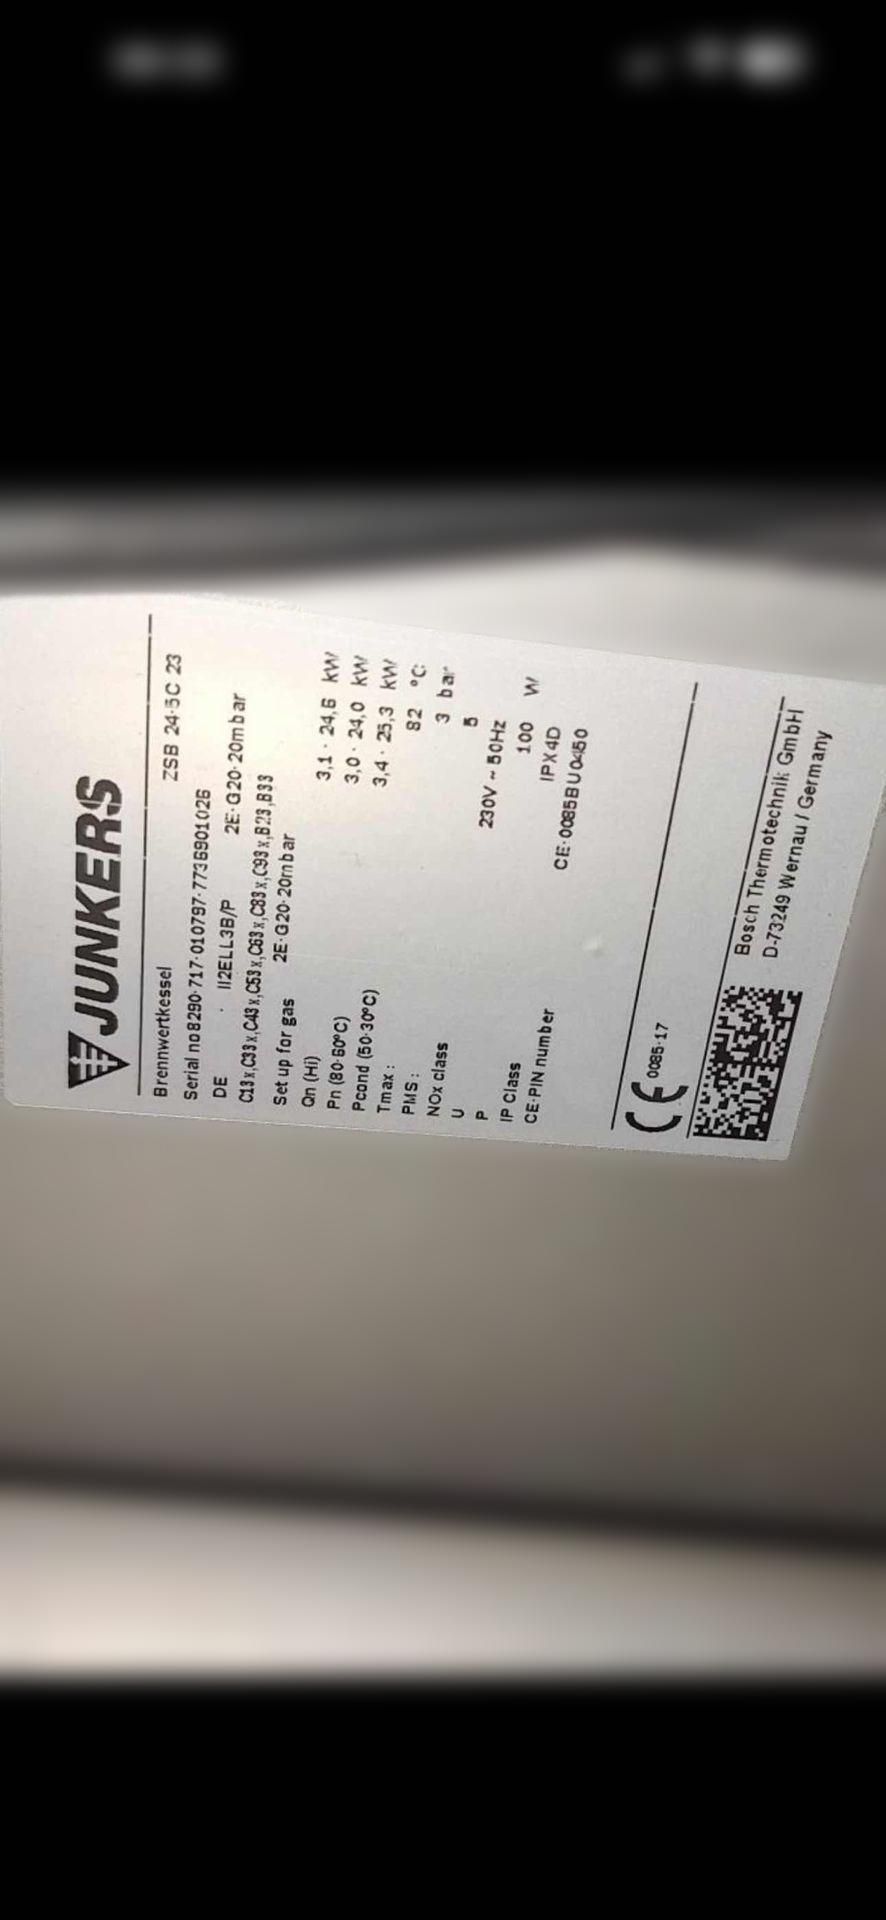 JUNKERS
Brennwertkessel ZSB 24-5C 23
Serial no 8290-717-010797-7736901026
DE - II2ELL3B/P 2E-G20-20mbar
C13x,C33x,C43x,C53x,C63x,C83x,C93x,B23,B33
Set up for gas 2E-G20-20mbar
Qn (Hi) 3,1 - 24,6 kW
Pn (80-60°C) 3,0 - 24,0 kW
Pcond (50-30°C) 3,4 - 25,3 kW
Tmax : 82 °C
PMS : 3 bar
NOx class 5
U 230V ~ 50Hz
P 100 W
IP Class IPX4D
CE-PIN number CE-0085BU0450
CE 0085-17
Bosch Thermotechnik GmbH
D-73249 Wernau / Germany